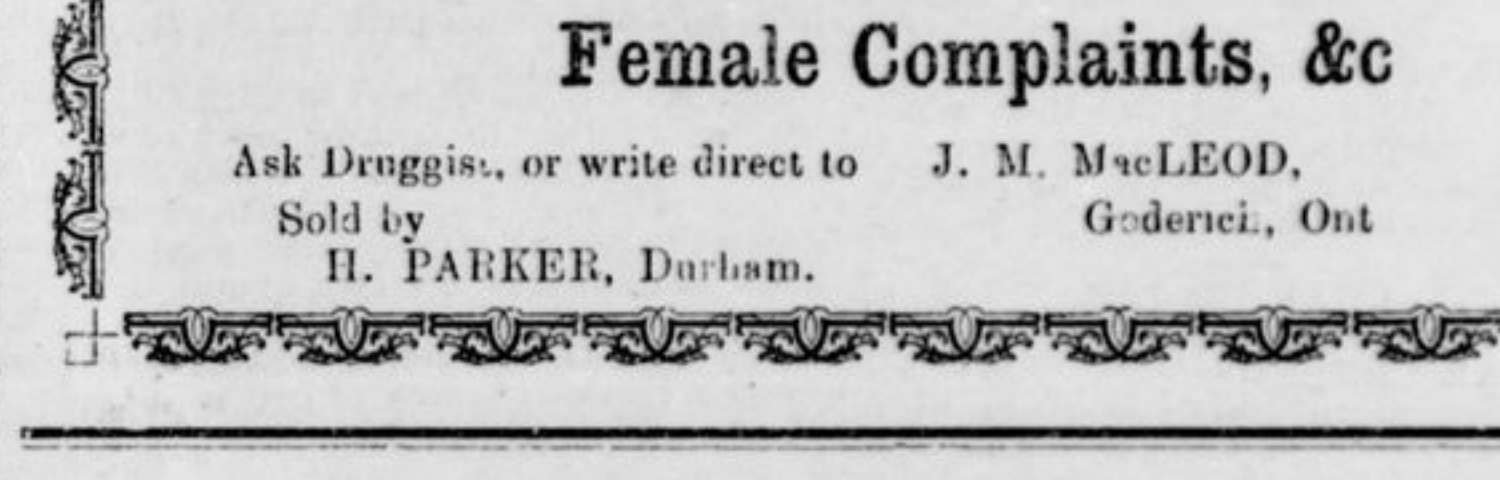 Female Complaints, &c
Ask Druggist, or write direct to J. M. MacLEOD,
Sold by Goderich, Ont
H. PARKER, Durham.